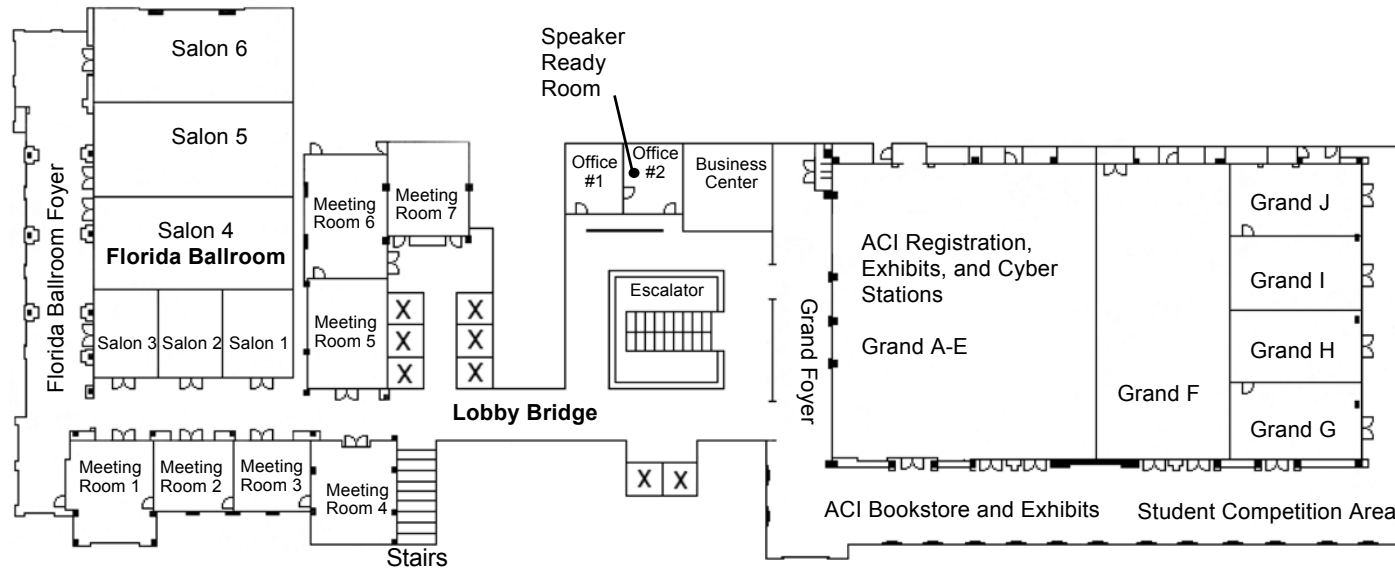 Salon 6
Salon 5
Salon 4
Florida Ballroom
Salon 3
Salon 2
Salon 1
Florida Ballroom Foyer
Meeting
Room 6
Meeting
Room 7
Meeting
Room 5
X
X
X
X
X
X
Meeting
Room 1
Meeting
Room 2
Meeting
Room 3
Meeting
Room 4
Stairs
Lobby Bridge
Speaker
Ready
Room
Office
#1
Office
#2
Business
Center
Escalator
X
X
Grand Foyer
ACI Registration,
Exhibits, and Cyber
Stations
Grand A-E
Grand F
Grand J
Grand I
Grand H
Grand G
ACI Bookstore and Exhibits
Student Competition Area